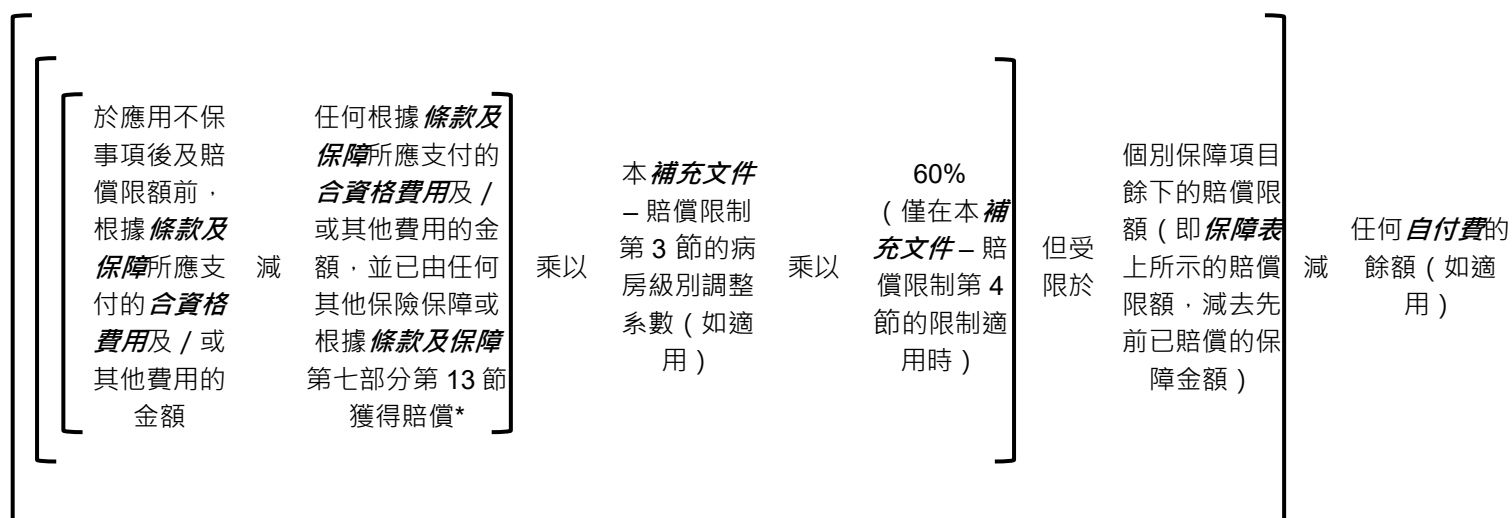 於應用不保
事項後及賠
償限額前，
根據條款及
保障所應支
付的合資格
費用及 / 或
其他費用的
金額
減
任何根據條款及
保障所應支付的
合資格費用及 /
或其他費用的金
額，並已由任何
其他保險保障或
根據條款及保障
第七部分第 13 節
獲得賠償*
乘以
本補充文件
– 賠償限制
第 3 節的病
房級別調整
系數（如適
用）
乘以
60%
（僅在本補
充文件 – 賠
償限制第 4
節的限制適
用時）
但受
限於
個別保障項目
餘下的賠償限
額（即保障表
上所示的賠償
限額，減去先
前已賠償的保
障金額）
減
任何自付費的
餘額（如適
用）